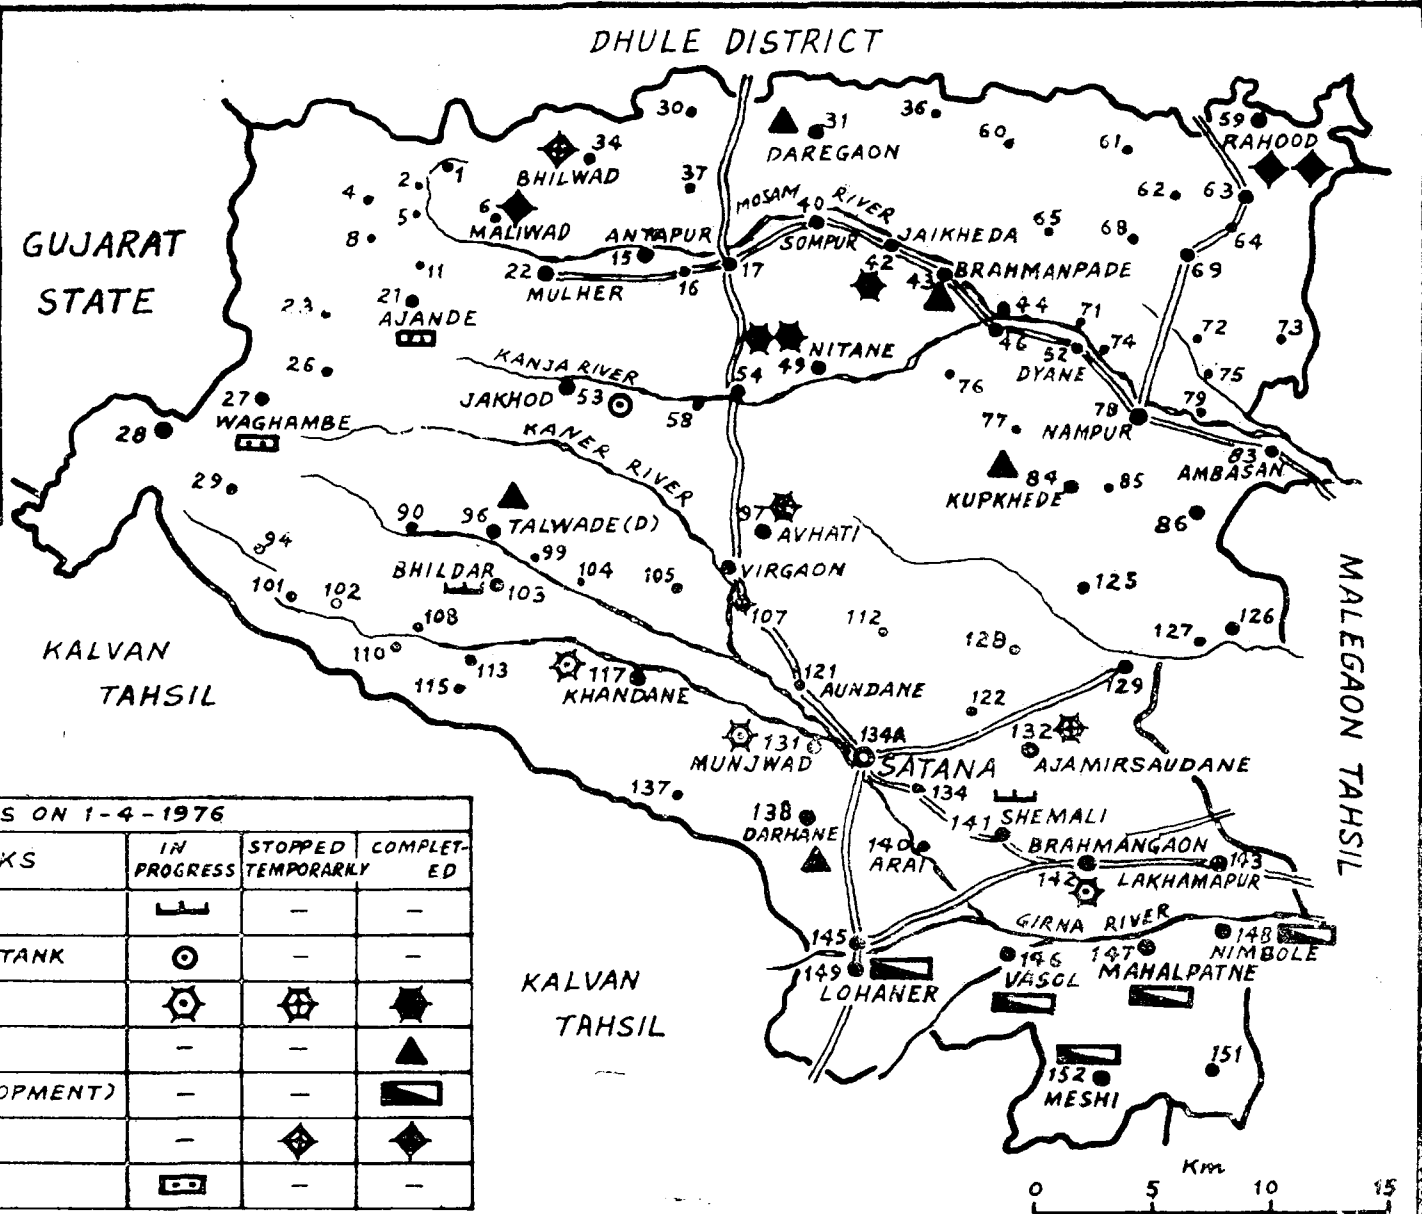 DHULE DISTRICT
30
31
DAREGAON
36
60
61
59
RAHOOD
34
BHILWAD
1
2
4
5
6
MALIWAD
8
37
MOSAM RIVER
40
SOMPUR
65
68
62
63
64
GUJARAT
STATE
11
ANTAPUR
15
22
MULHER
16
17
JAIKHEDA
42
BRAHMANPADE
43
69
21
AJANDE
23
44
46
71
72
73
26
KANJA RIVER
NITANE
49
54
52
DYANE
74
75
76
27
WAGHAMBE
28
JAKHOD
53
58
77
78
NAMPUR
79
KANER RIVER
83
AMBASAN
29
84
KUPKHEDE
85
86
90
96
TALWADE(D)
97
AVHATI
94
99
BHILDAR
103
104
105
VIRGAON
101
102
107
108
110
112
128
125
126
127
113
115
117
KHANDANE
121
AUNDANE
122
129
KALVAN
TAHSIL
MALEGAON TAHSIL
131
MUNJWAD
134A
SATANA
132
AJAMIRSAUDANE
137
134
138
DARHANE
140
ARAI
141
SHEMALI
BRAHMANGAON
142
143
LAKHAMAPUR
GIRNA RIVER
145
149
LOHANER
146
VASOL
147
MAHALPATNE
148
NIMBOLE
KALVAN
TAHSIL
152
MESHI
151
S ON 1-4-1976
KS
IN PROGRESS
STOPPED TEMPORARILY
COMPLETED
TANK
OPMENT)
Km
0 5 10 15